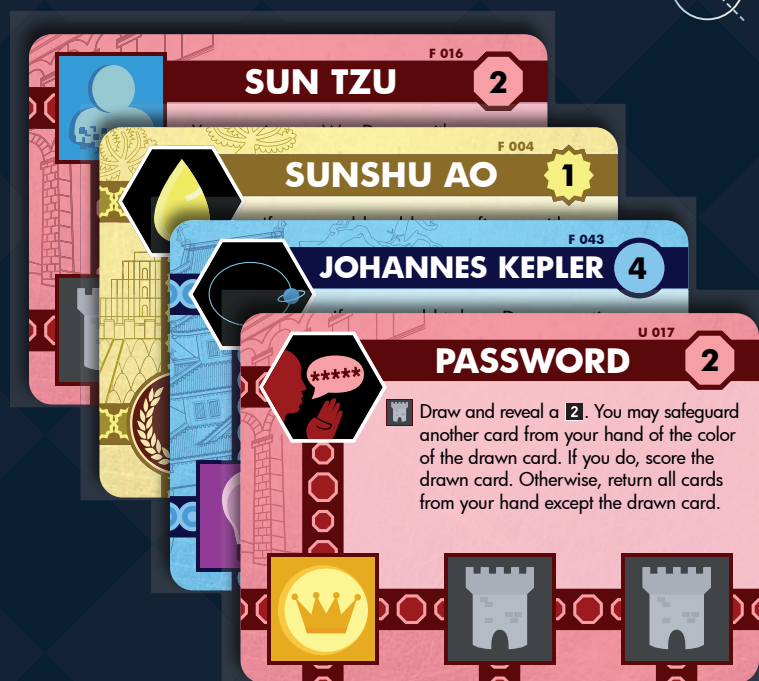 F 016
SUN TZU 2
F 004
SUNSHU AO 1
F 043
JOHANNES KEPLER 4
U 017
PASSWORD 2
*****
Draw and reveal a 2. You may safeguard
another card from your hand of the color
of the drawn card. If you do, score the
drawn card. Otherwise, return all cards
from your hand except the drawn card.